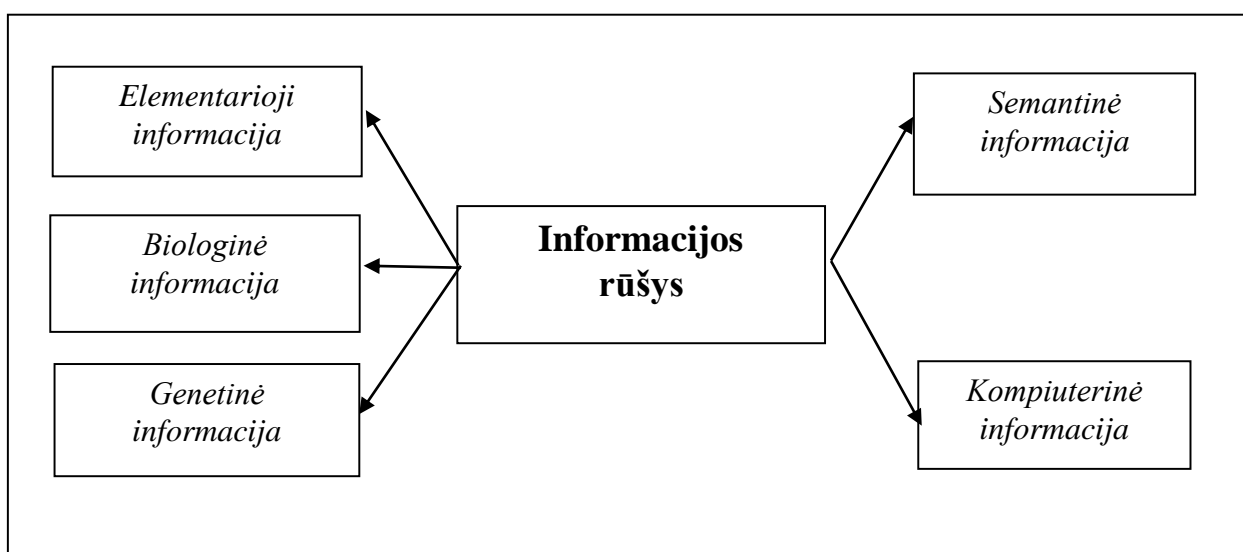 Elementarioji
informacija
Biologinė
informacija
Genetinė
informacija
Informacijos
rūšys
Semantinė
informacija
Kompiuterinė
informacija